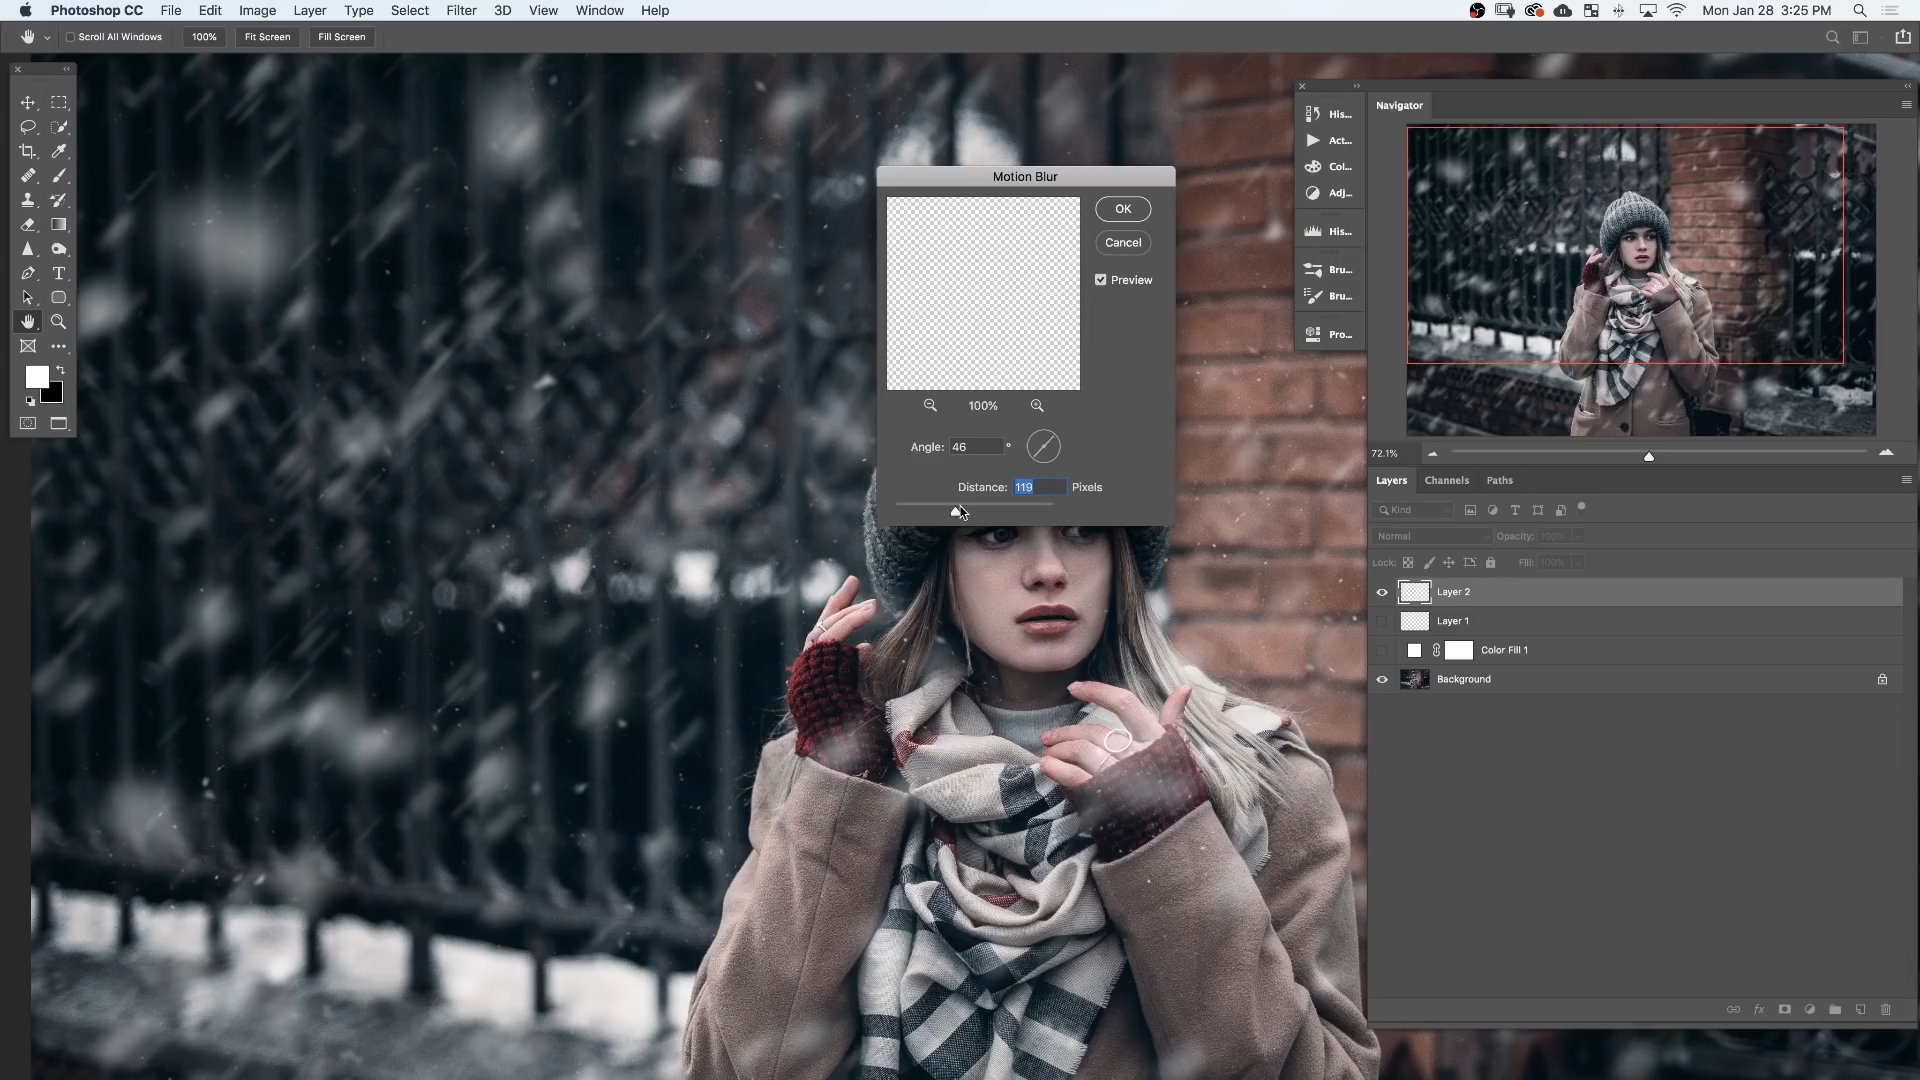 Photoshop CC File Edit Image Layer Type Select Filter 3D View Window Help Mon Jan 28 3:25 PM
Scroll All Windows 100% Fit Screen Fill Screen
Navigator
His...
Act...
Col...
Adj...
His...
Bru...
Bru...
Pro...
Motion Blur
OK
Cancel
Preview
100%
Angle: 46 °
Distance: 119 Pixels
72.1%
Layers Channels Paths
Kind
Normal Opacity: 100%
Lock: Fill: 100%
Layer 2
Layer 1
Color Fill 1
Background
fx